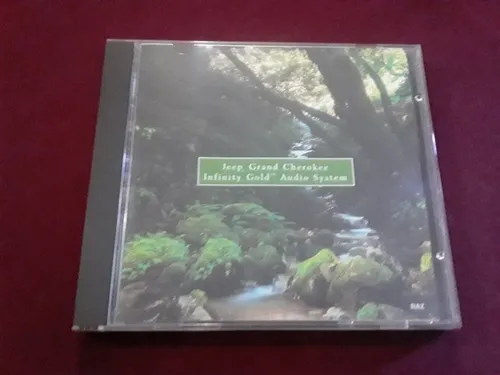 Jeep Grand Cherokee
Infinity Gold™ Audio System